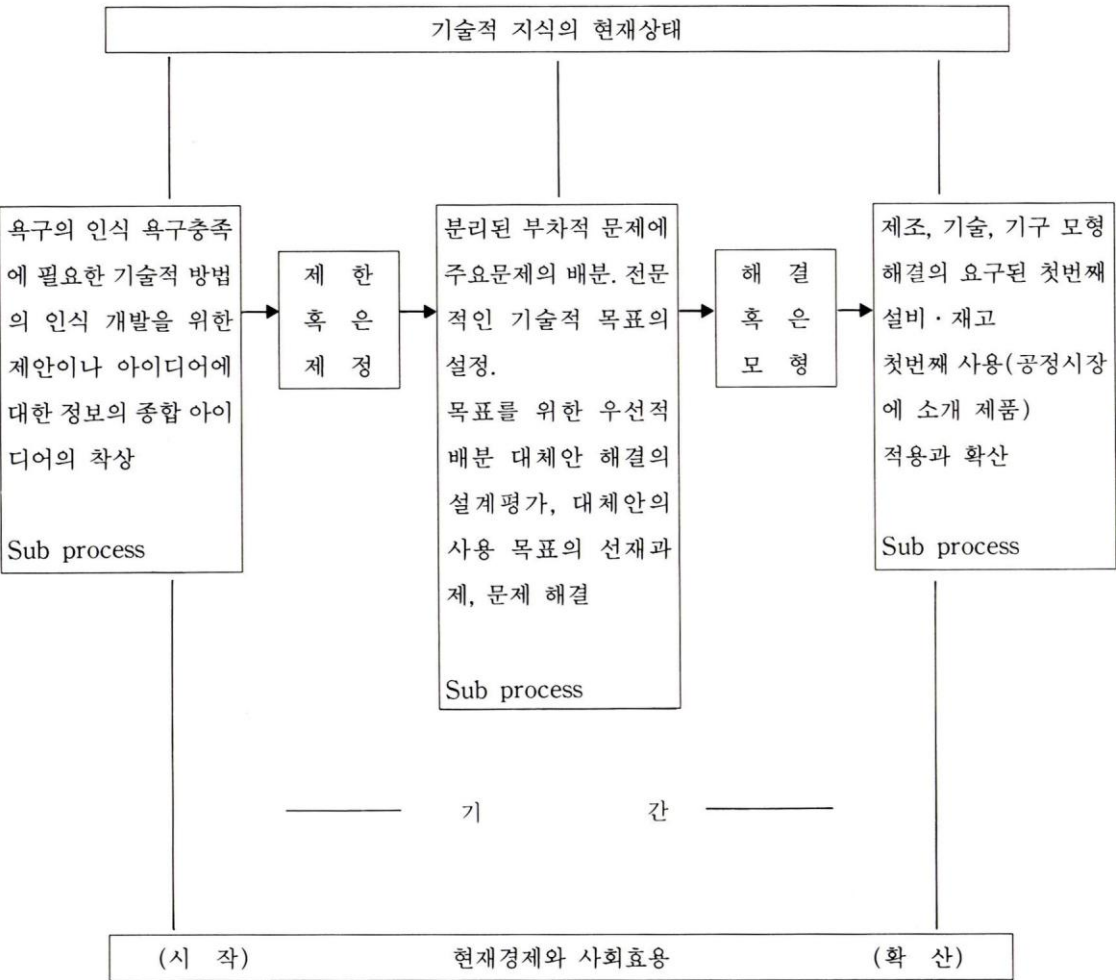 기술적 지식의 현재상태
욕구의 인식 욕구충족
에 필요한 기술적 방법
의 인식 개발을 위한
제안이나 아이디어에
대한 정보의 종합 아이
디어의 착상
Sub process
제 한
혹 은
제 정
분리된 부차적 문제에
주요문제의 배분. 전문
적인 기술적 목표의
설정.
목표를 위한 우선적
배분 대체안 해결의
설계평가, 대체안의
사용 목표의 선재과
제, 문제 해결
Sub process
해 결
혹 은
모 형
제조, 기술, 기구 모형
해결의 요구된 첫번째
설비·재고
첫번째 사용(공정시장
에 소개 제품)
적용과 확산
Sub process
기 간
(시 작) 현재경제와 사회효용 (확 산)